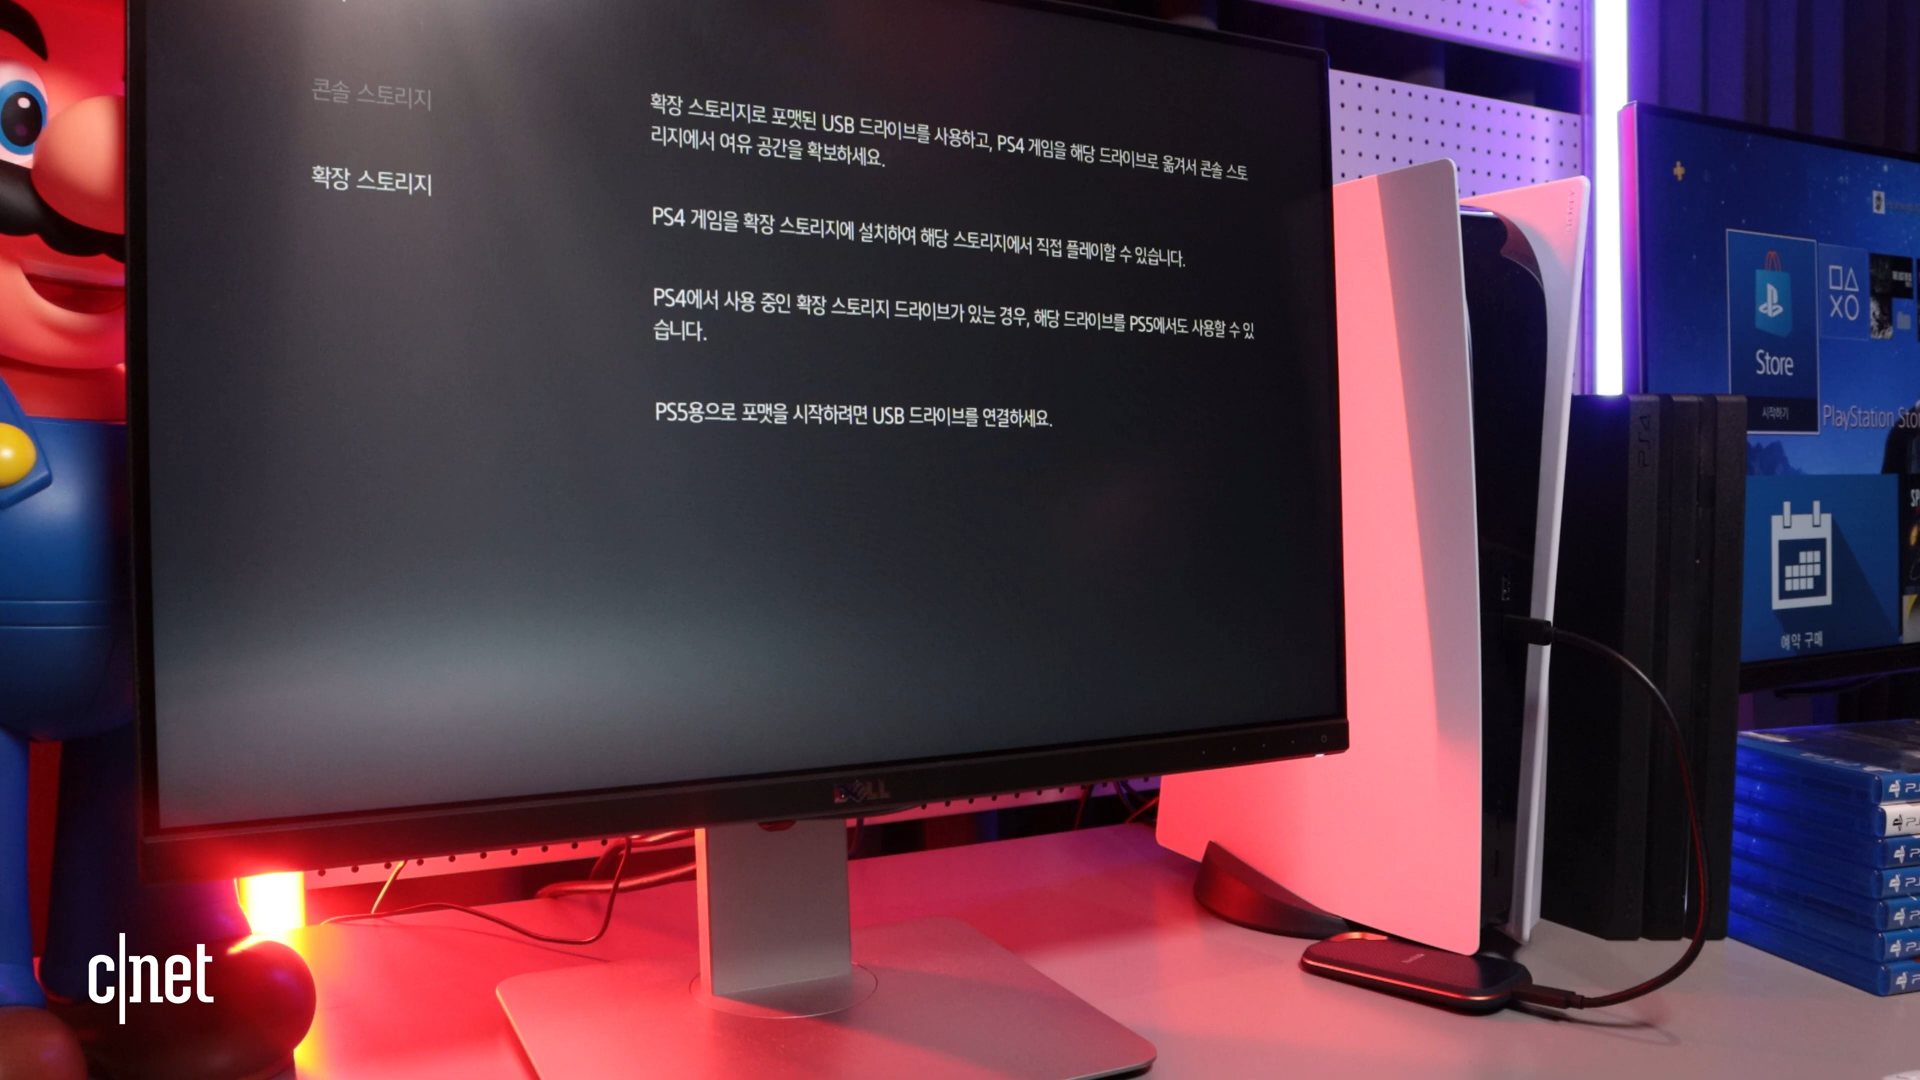 콘솔 스토리지
확장 스토리지
확장 스토리지로 포맷된 USB 드라이브를 사용하고, PS4 게임을 해당 드라이브로 옮겨서 콘솔 스토
리지에서 여유 공간을 확보하세요.
PS4 게임을 확장 스토리지에 설치하여 해당 스토리지에서 직접 플레이할 수 있습니다.
PS4에서 사용 중인 확장 스토리지 드라이브가 있는 경우, 해당 드라이브를 PS5에서도 사용할 수 있
습니다.
PS5용으로 포맷을 시작하려면 USB 드라이브를 연결하세요.
DELL
PS4
Store
시작하기
PlayStation Sto
예약 구매
c|net